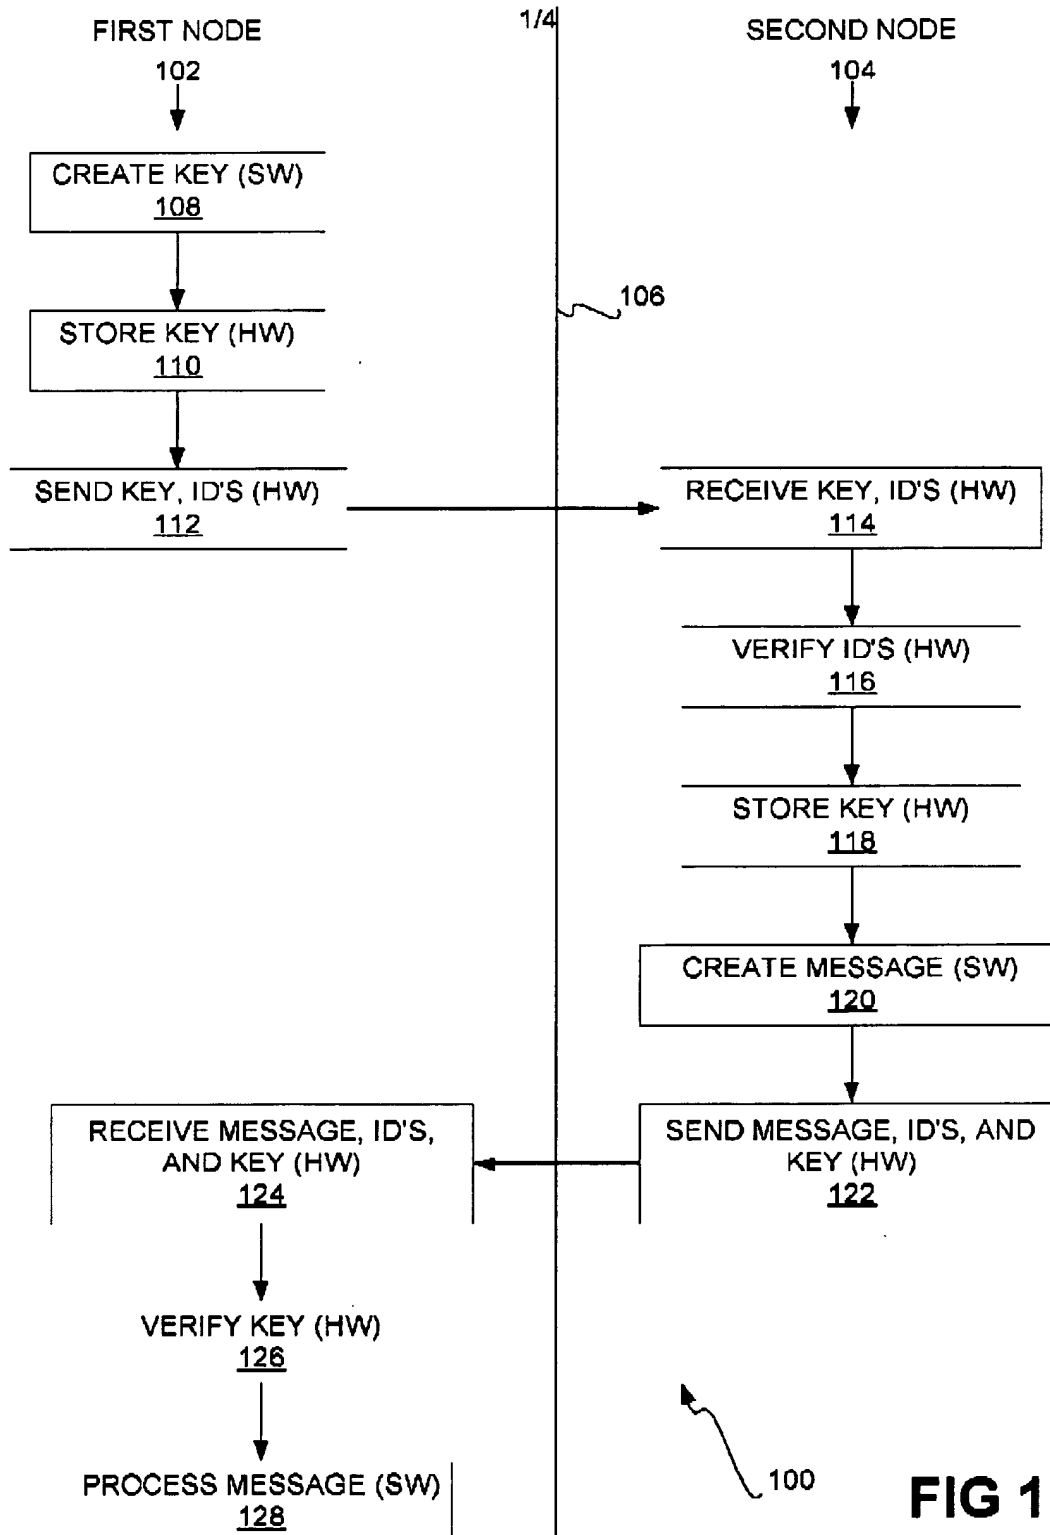 1/4
FIRST NODE
102
SECOND NODE
104
CREATE KEY (SW)
108
106
STORE KEY (HW)
110
SEND KEY, ID'S (HW)
112
RECEIVE KEY, ID'S (HW)
114
VERIFY ID'S (HW)
116
STORE KEY (HW)
118
CREATE MESSAGE (SW)
120
SEND MESSAGE, ID'S, AND
KEY (HW)
122
RECEIVE MESSAGE, ID'S,
AND KEY (HW)
124
VERIFY KEY (HW)
126
PROCESS MESSAGE (SW)
128
100
FIG 1